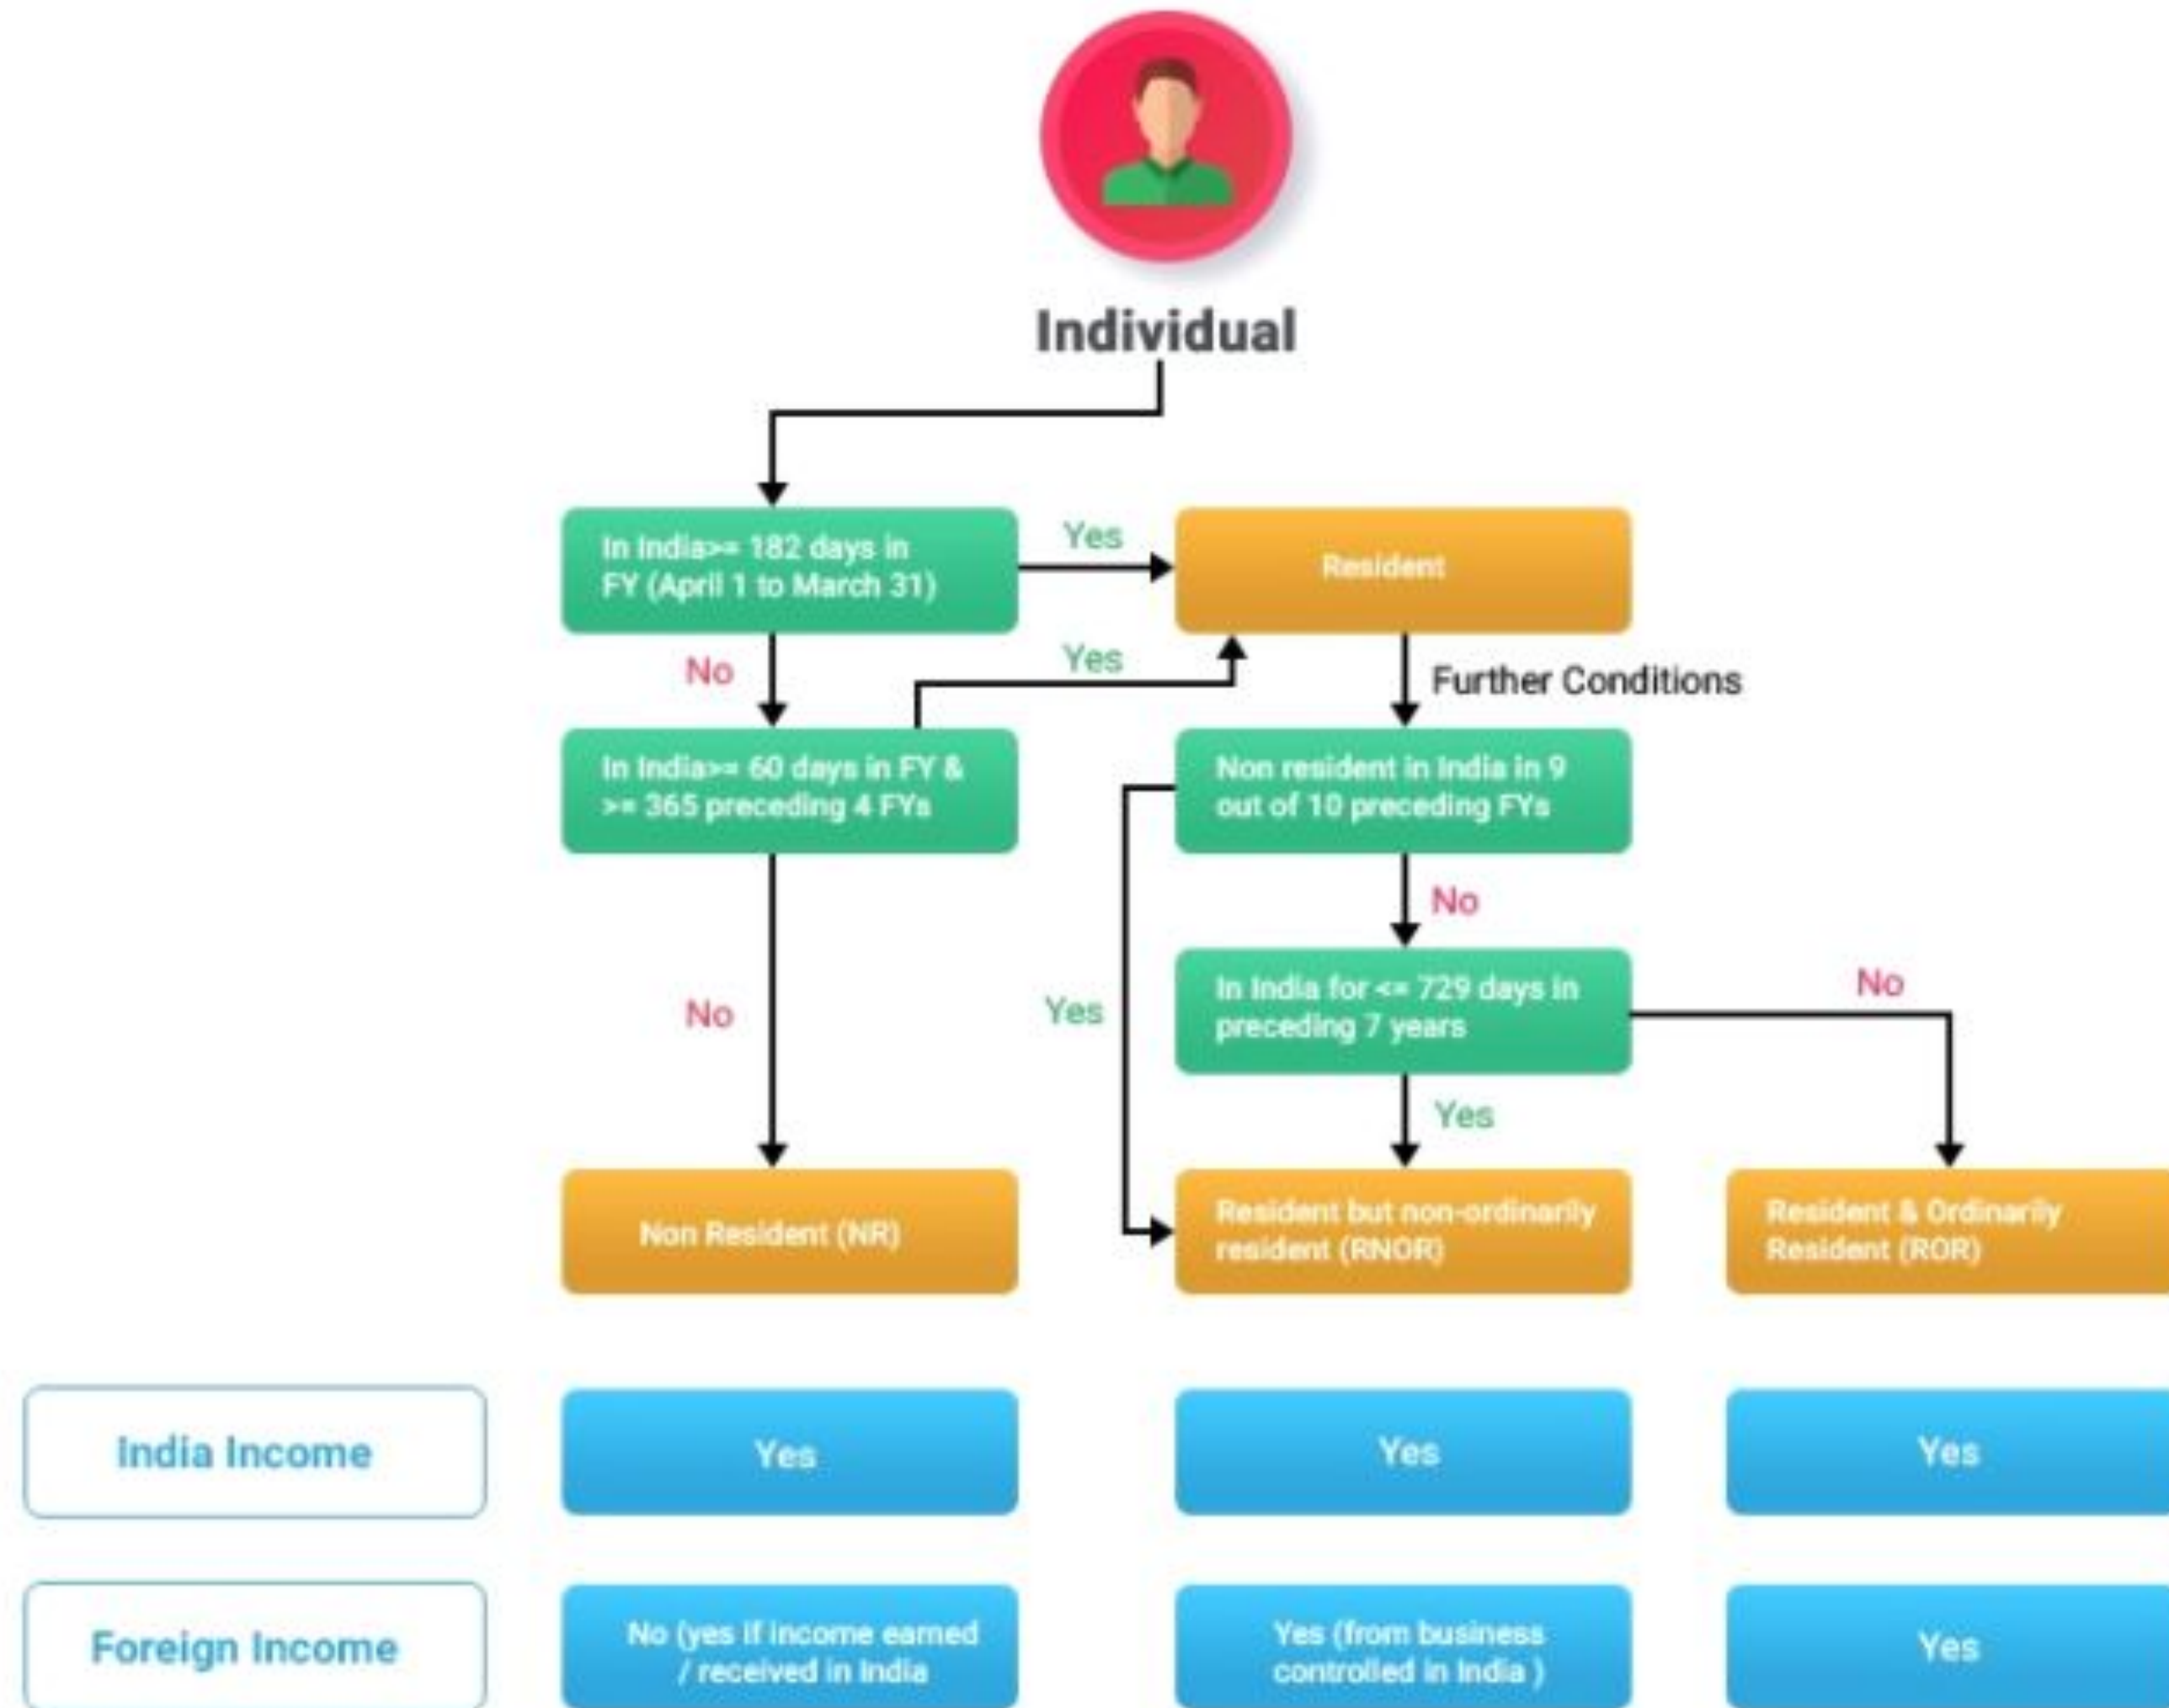 Individual
In India>= 182 days in
FY (April 1 to March 31)
Yes
Resident
No
Yes
Further Conditions
In India>= 60 days in FY &
>= 365 preceding 4 FYs
Non resident in India in 9
out of 10 preceding FYs
No
In India for <= 729 days in
preceding 7 years
No
No
Yes
Yes
Non Resident (NR)
Resident but non-ordinarily
resident (RNOR)
Resident & Ordinarily
Resident (ROR)
India Income
Yes
Yes
Yes
Foreign Income
No (yes if income earned
/ received in India
Yes (from business
controlled in India )
Yes